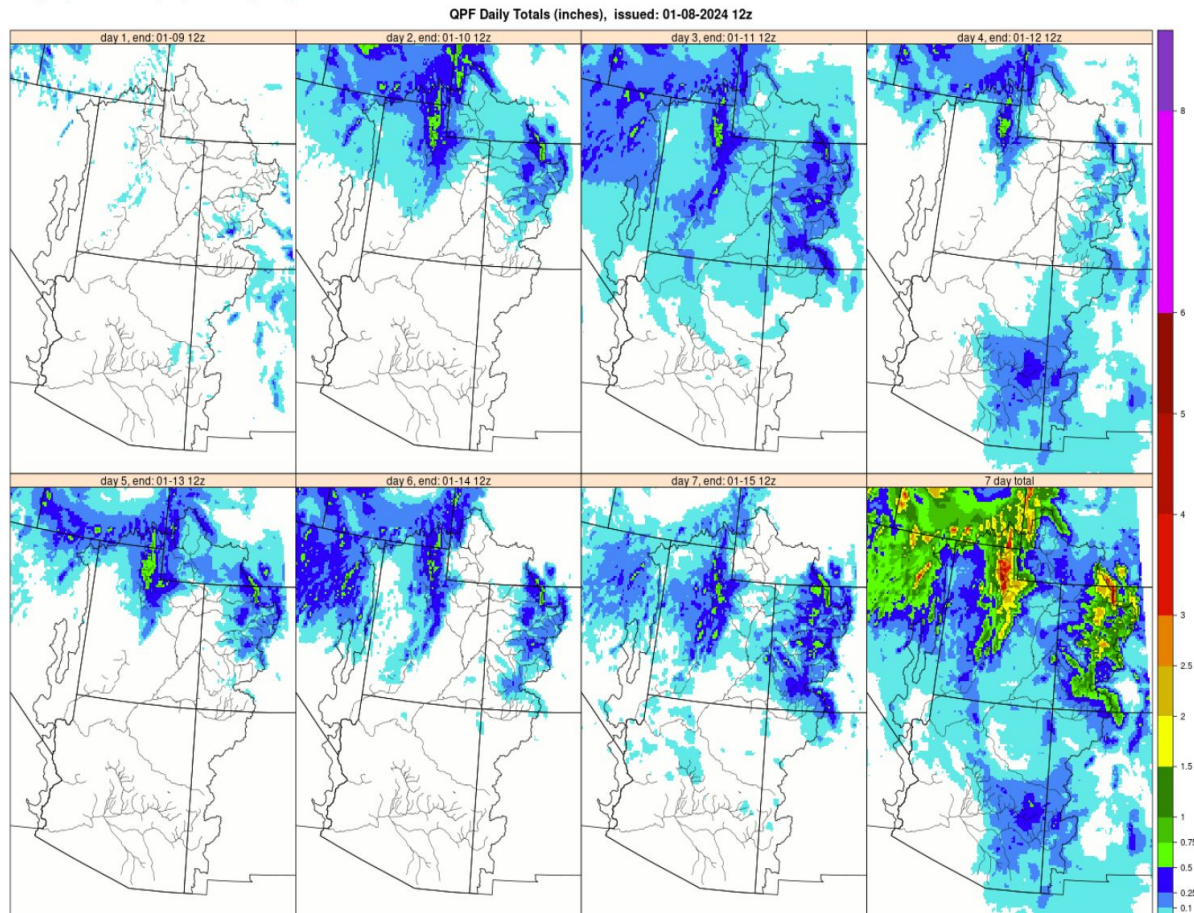 QPF Daily Totals (inches), issued: 01-08-2024 12z
day 1, end: 01-09 12z
day 2, end: 01-10 12z
day 3, end: 01-11 12z
day 4, end: 01-12 12z
day 5, end: 01-13 12z
day 6, end: 01-14 12z
day 7, end: 01-15 12z
7 day total
8
6
5
4
3
2.5
2
1.5
1
0.75
0.5
0.25
0.1